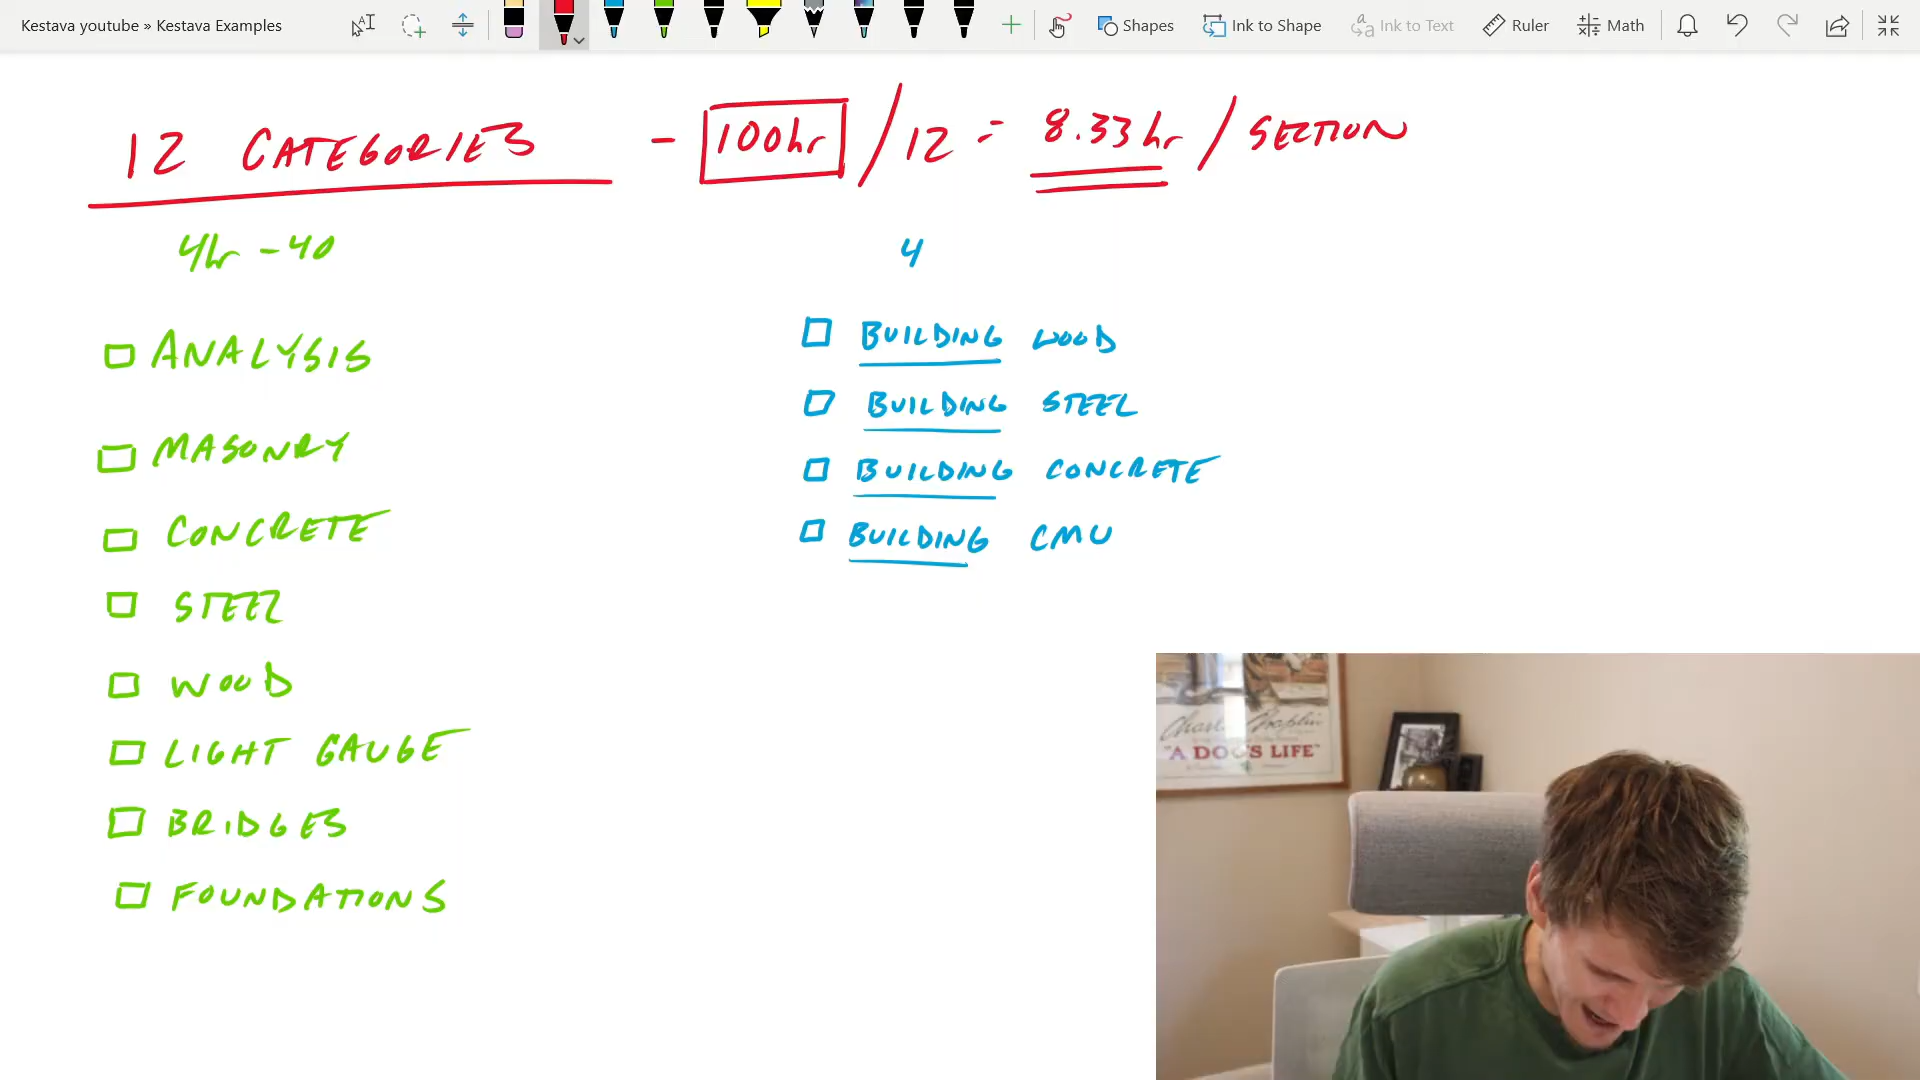 Kestava youtube » Kestava Examples
Shapes Ink to Shape Ink to Text Ruler Math
12 CATEGORIES - 100hr / 12 = 8.33hr / SECTION
4hr - 40
ANALYSIS
MASONRY
CONCRETE
STEEL
WOOD
LIGHT GAUGE
BRIDGES
FOUNDATIONS
4
BUILDING WOOD
BUILDING STEEL
BUILDING CONCRETE
BUILDING CMU
Charlie Chaplin
"A DOG'S LIFE"